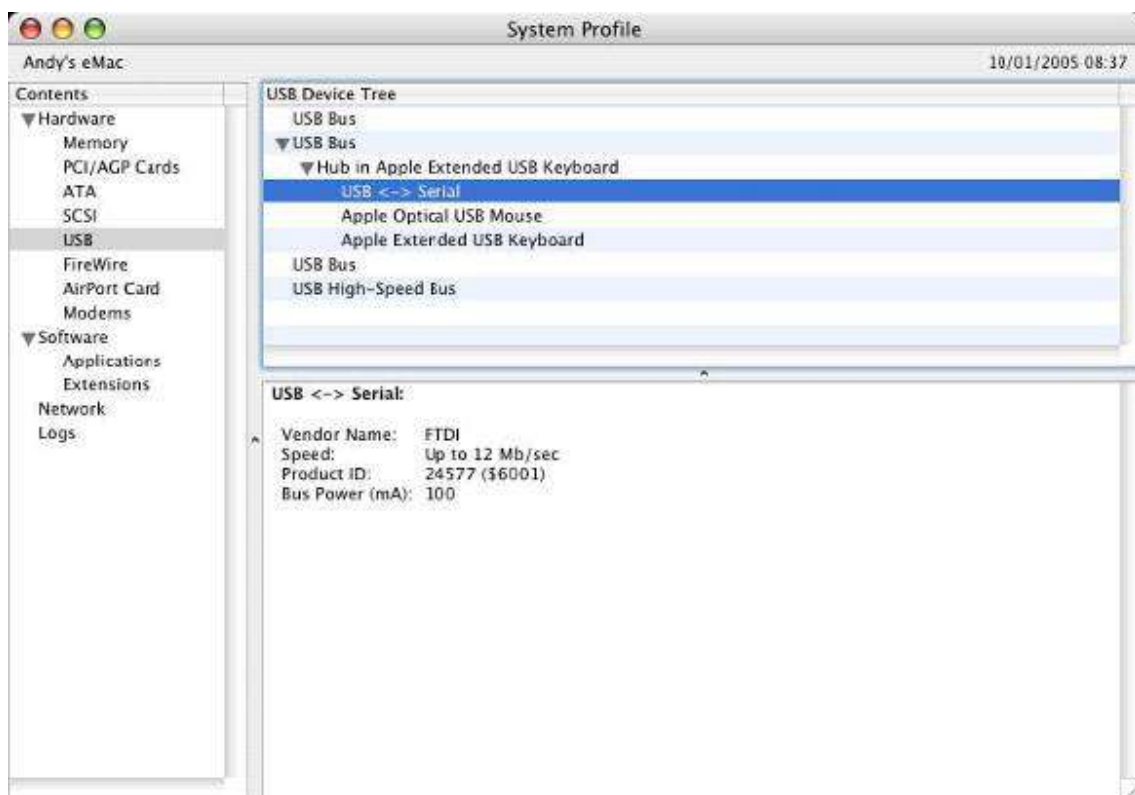 System Profile
Andy's eMac
10/01/2005 08:37
Contents
Hardware
Memory
PCI/AGP Cards
ATA
SCSI
USB
FireWire
AirPort Card
Modems
Software
Applications
Extensions
Network
Logs
USB Device Tree
USB Bus
USB Bus
Hub in Apple Extended USB Keyboard
USB <-> Serial
Apple Optical USB Mouse
Apple Extended USB Keyboard
USB Bus
USB High-Speed Bus
USB <-> Serial:
Vendor Name: FTDI
Speed: Up to 12 Mb/sec
Product ID: 24577 ($6001)
Bus Power (mA): 100